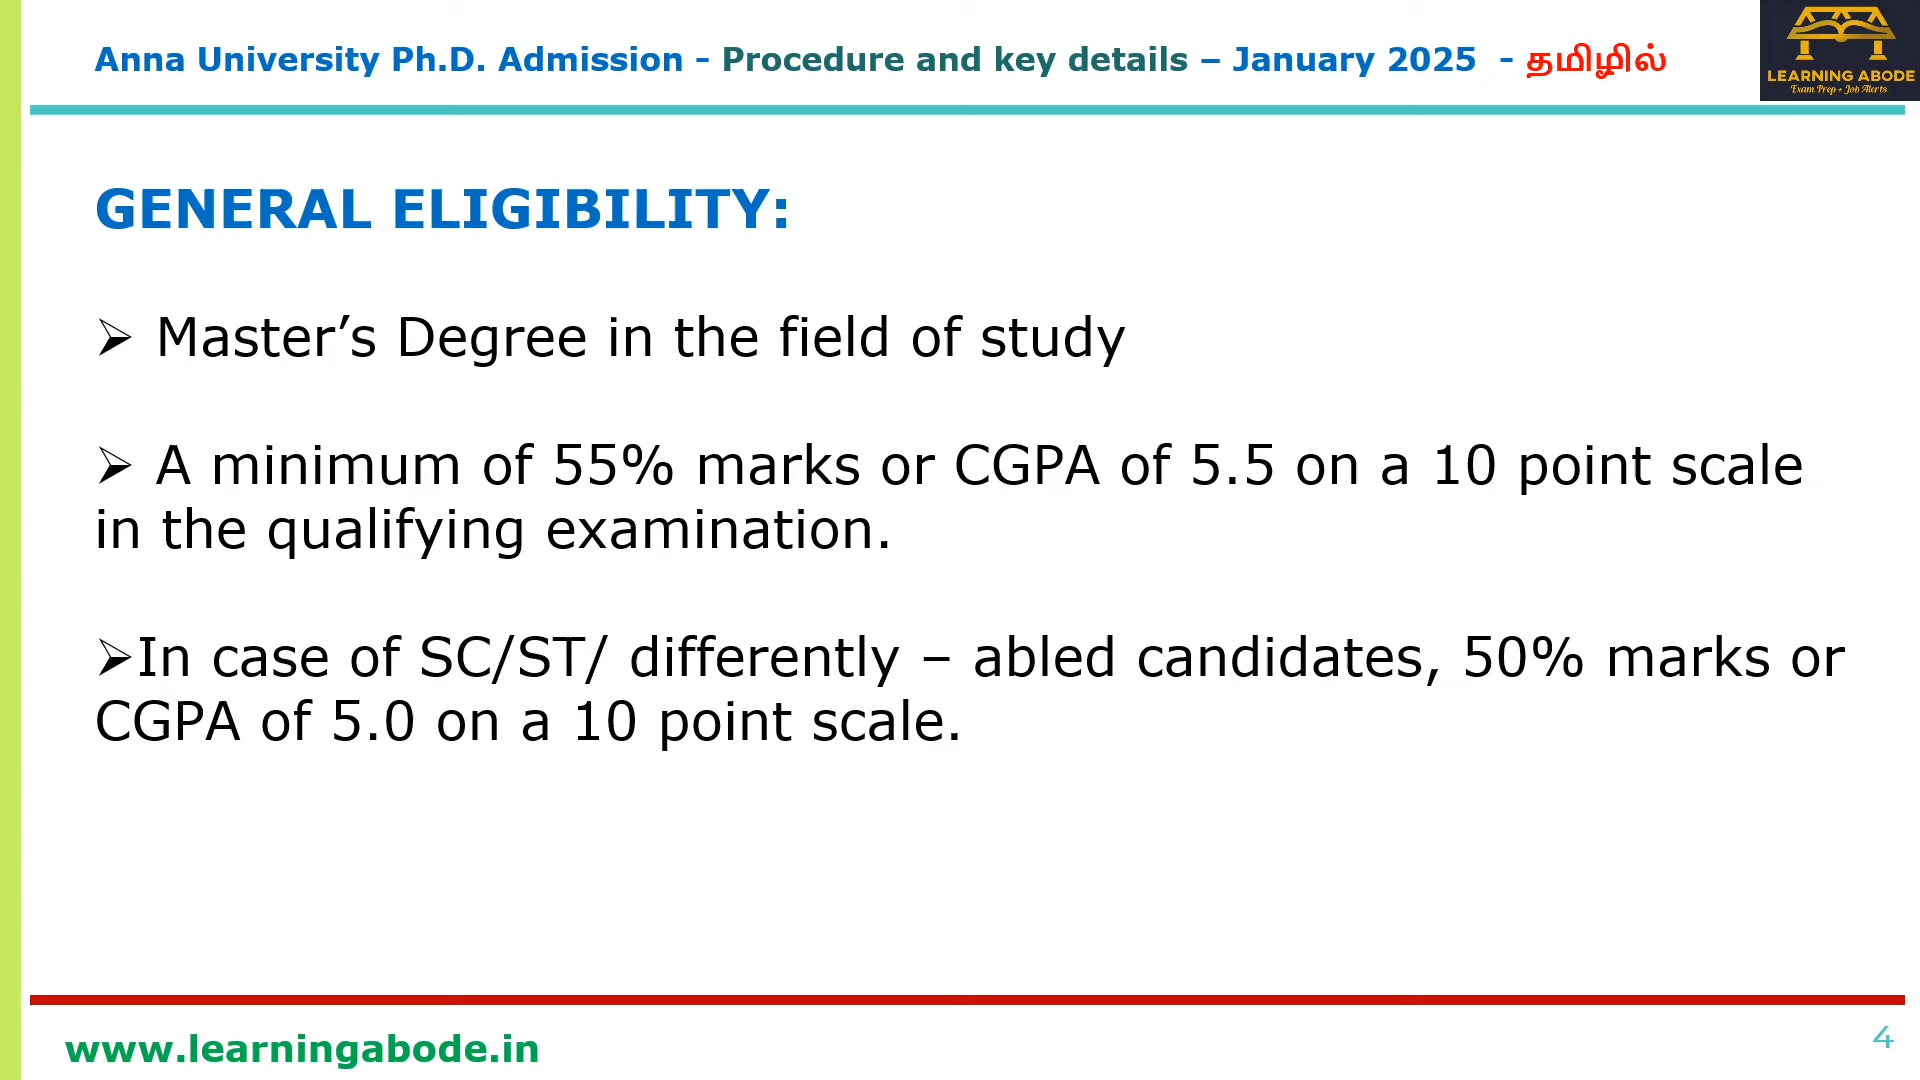 Anna University Ph.D. Admission - Procedure and key details – January 2025 - தமிழில்
LEARNING ABODE
Exam Prep + Job Alerts
GENERAL ELIGIBILITY:
➢ Master’s Degree in the field of study
➢ A minimum of 55% marks or CGPA of 5.5 on a 10 point scale
in the qualifying examination.
➢In case of SC/ST/ differently – abled candidates, 50% marks or
CGPA of 5.0 on a 10 point scale.
www.learningabode.in
4